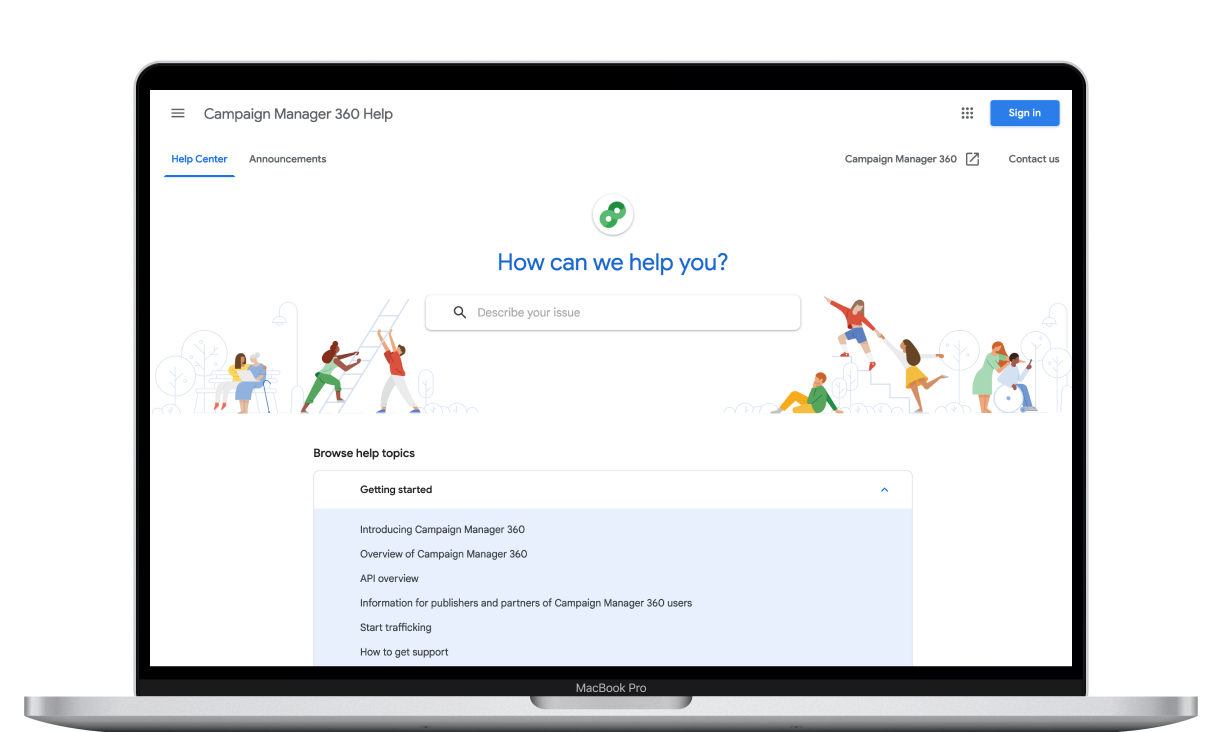 Campaign Manager 360 Help
Sign in
Help Center
Announcements
Campaign Manager 360
Contact us
How can we help you?
Describe your issue
Browse help topics
Getting started
Introducing Campaign Manager 360
Overview of Campaign Manager 360
API overview
Information for publishers and partners of Campaign Manager 360 users
Start trafficking
How to get support
MacBook Pro